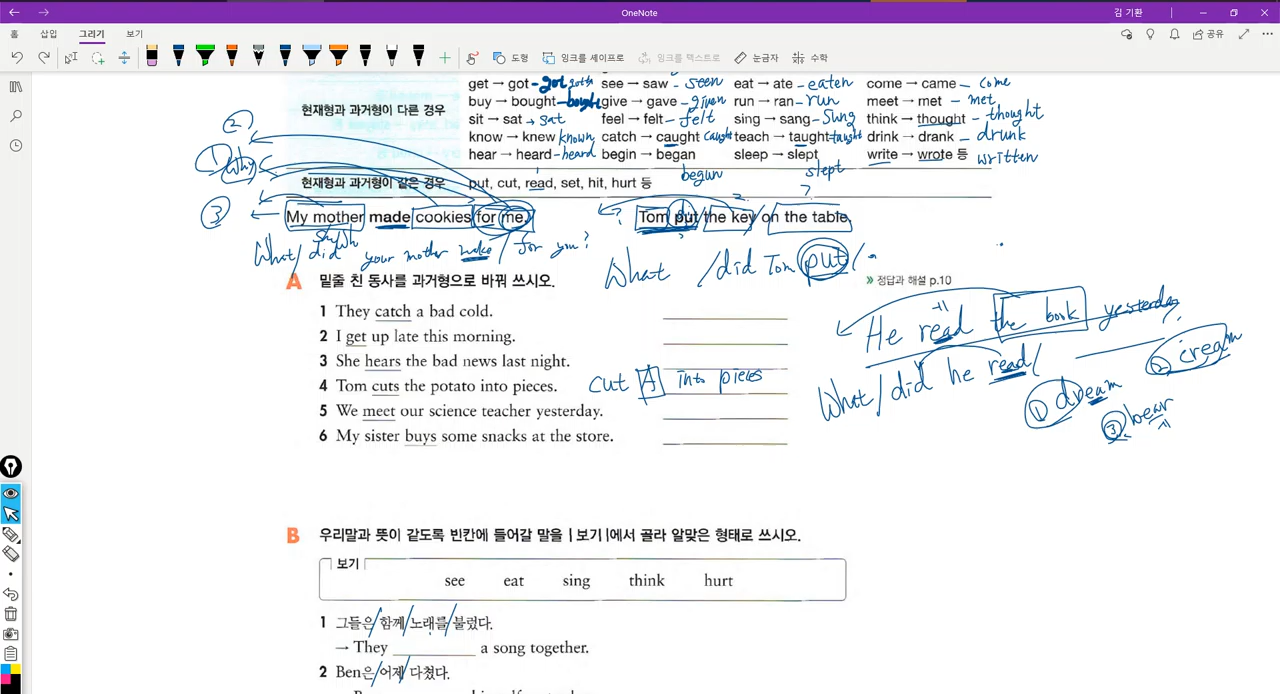 OneNote
김 기환
홈 삽입 그리기 보기
공유
도형 잉크를 셰이프로 잉크를 텍스트로 눈금자 수학
get → got - got see → saw - seen eat → ate - eaten come → came - come
현재형과 과거형이 다른 경우
buy → bought - bought give → gave - given run → ran - run meet → met - met
sit → sat - sat feel → felt - felt sing → sang - sung think → thought - thought
know → knew known catch → caught caught teach → taught taught drink → drank - drunk
hear → heard - heard begin → began sleep → slept write → wrote 등 written
begun slept
Why
현재형과 과거형이 같은 경우 put, cut, read, set, hit, hurt 등
② ① ③
My mother made cookies for me. Tom put the key on the table.
What / did your mother make / for you?
What / did Tom put /
A 밑줄 친 동사를 과거형으로 바꿔 쓰시오.
» 정답과 해설 p.10
1 They catch a bad cold.
2 I get up late this morning.
3 She hears the bad news last night.
4 Tom cuts the potato into pieces.
cut A into pieces
5 We meet our science teacher yesterday.
6 My sister buys some snacks at the store.
He read the book yesterday
What / did he read /
① dream
② cream
③ bear
B 우리말과 뜻이 같도록 빈칸에 들어갈 말을 |보기|에서 골라 알맞은 형태로 쓰시오.
보기
see eat sing think hurt
1 그들은/함께/노래를/불렀다.
→ They ________ a song together.
2 Ben은/어제/다쳤다.